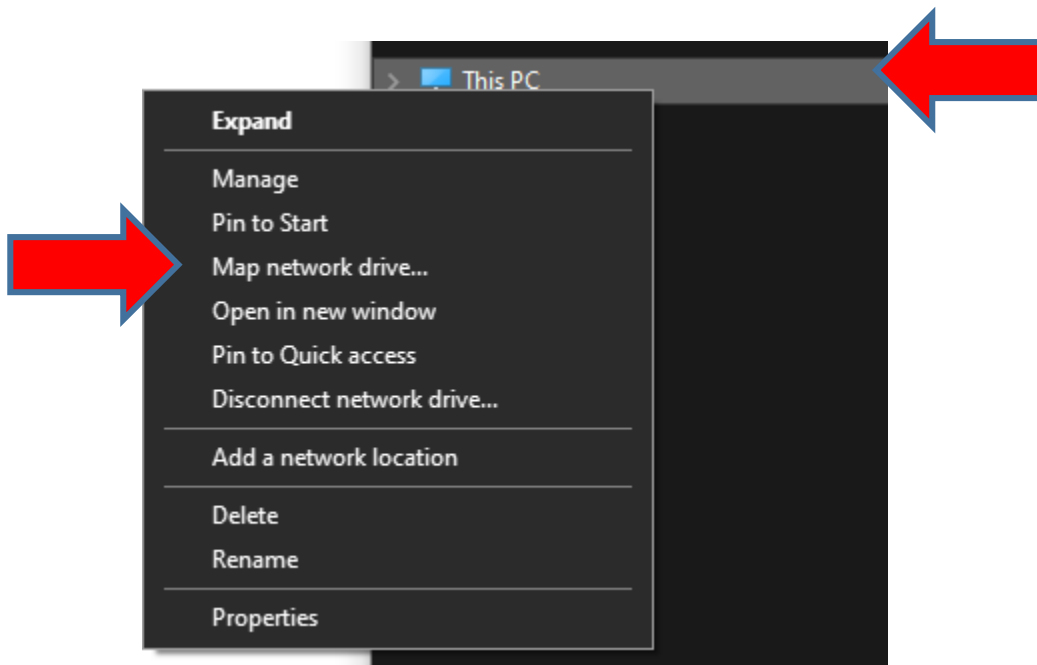 This PC
Expand
Manage
Pin to Start
Map network drive...
Open in new window
Pin to Quick access
Disconnect network drive...
Add a network location
Delete
Rename
Properties